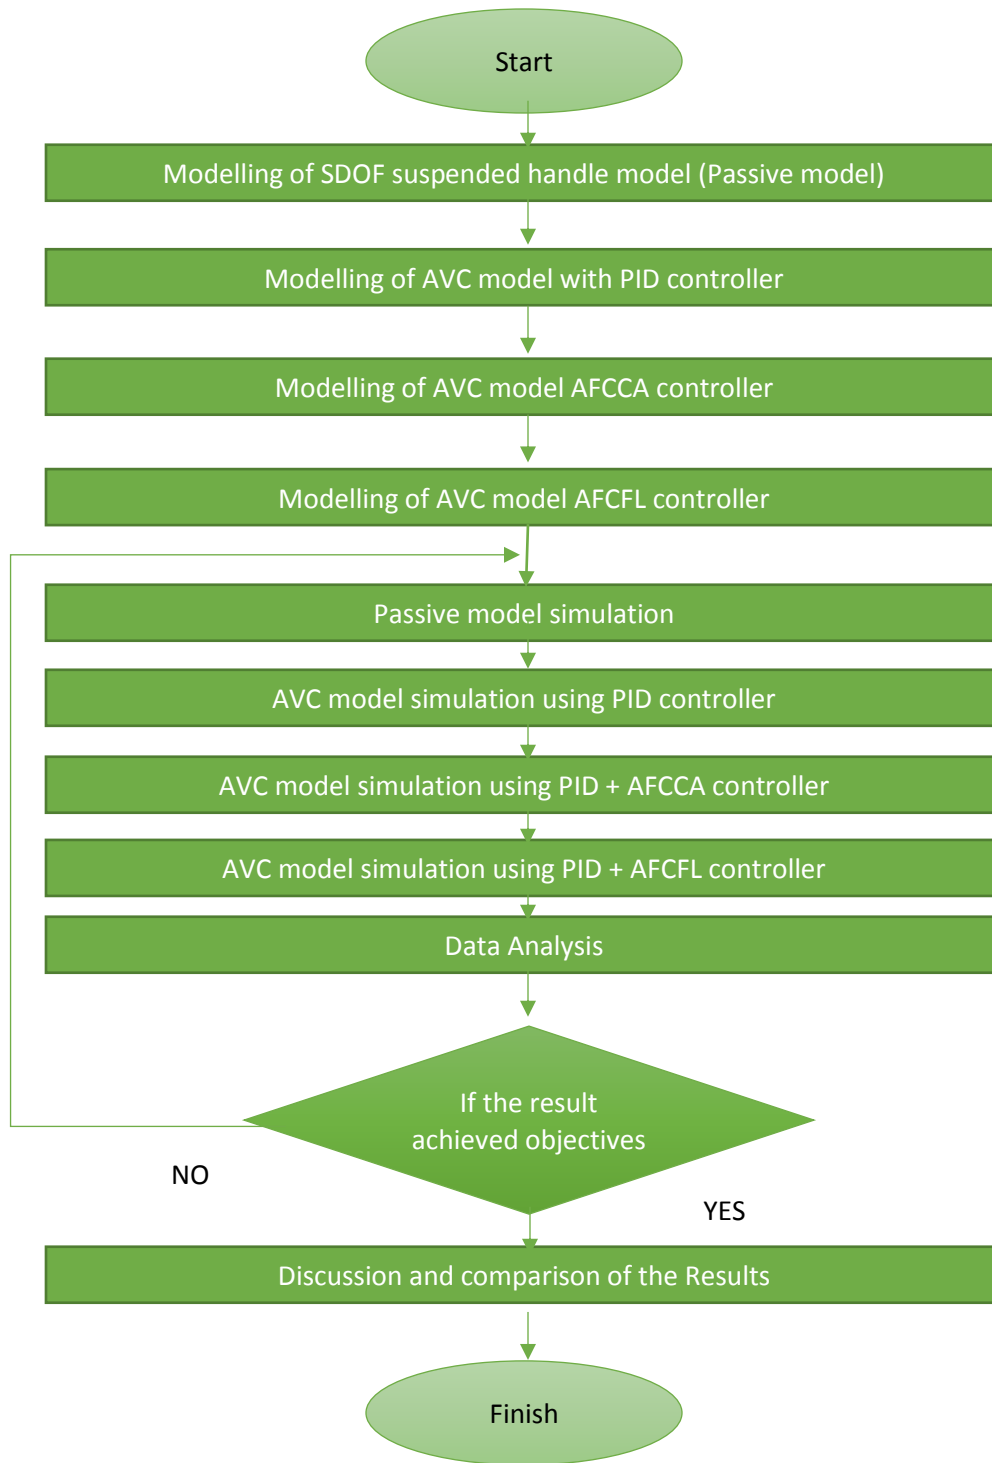 Start
Modelling of SDOF suspended handle model (Passive model)
Modelling of AVC model with PID controller
Modelling of AVC model AFCCA controller
Modelling of AVC model AFCFL controller
Passive model simulation
AVC model simulation using PID controller
AVC model simulation using PID + AFCCA controller
AVC model simulation using PID + AFCFL controller
Data Analysis
If the result
achieved objectives
NO
YES
Discussion and comparison of the Results
Finish